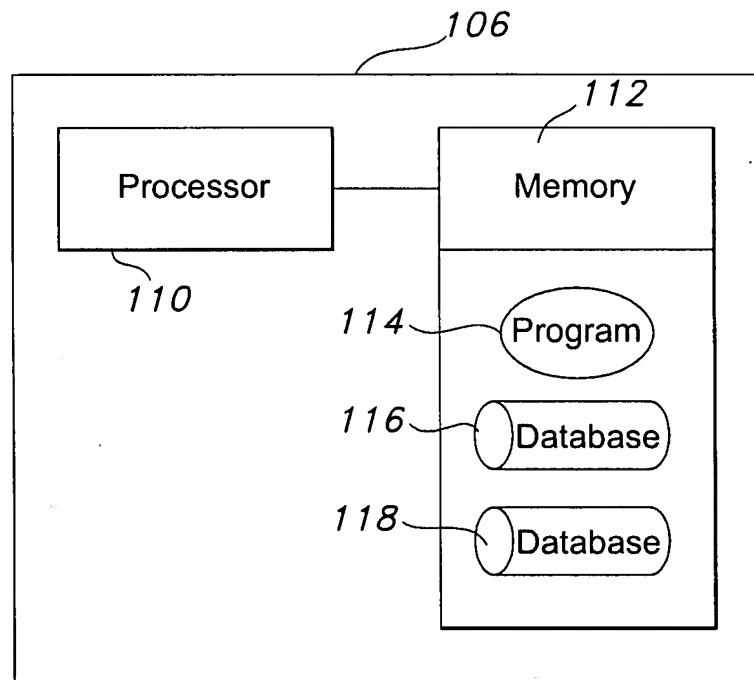 106
112
Processor
Memory
110
114
Program
116
Database
118
Database